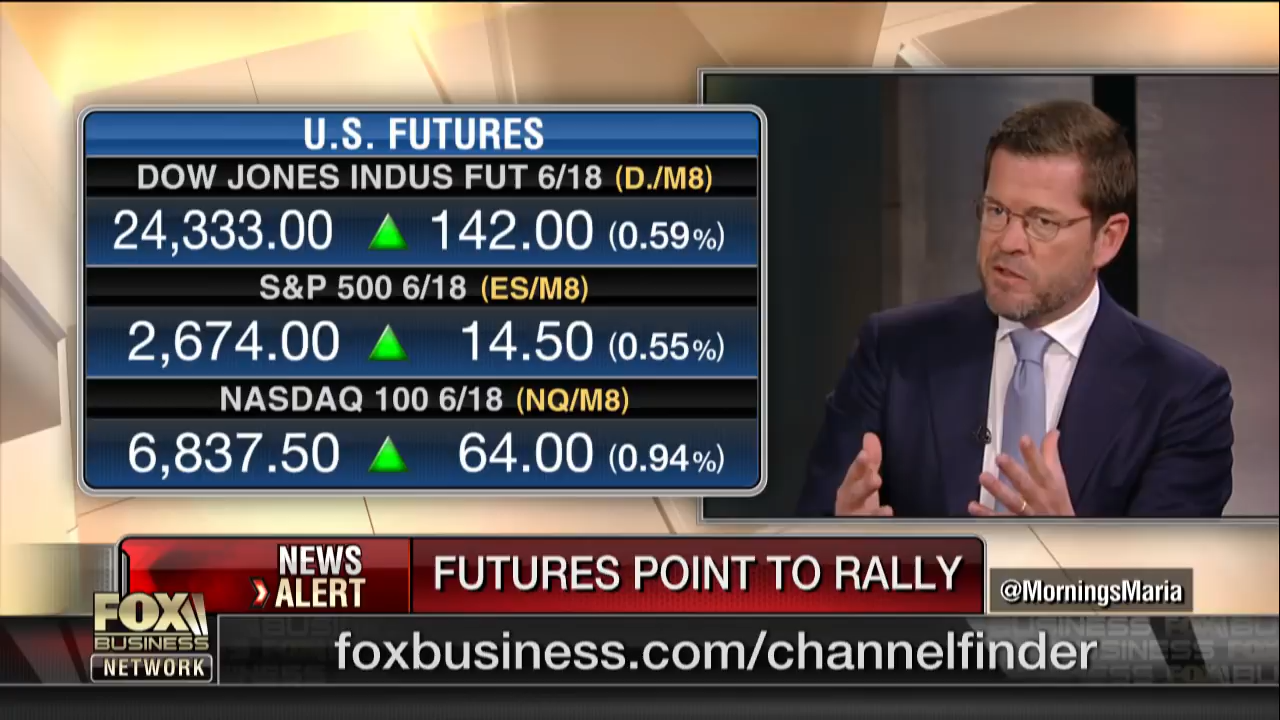 U.S. FUTURES
DOW JONES INDUS FUT 6/18 (D./M8)
24,333.00 ▲ 142.00 (0.59%)
S&P 500 6/18 (ES/M8)
2,674.00 ▲ 14.50 (0.55%)
NASDAQ 100 6/18 (NQ/M8)
6,837.50 ▲ 64.00 (0.94%)
NEWS
ALERT
FUTURES POINT TO RALLY
@MorningsMaria
FOX
BUSINESS
NETWORK
foxbusiness.com/channelfinder